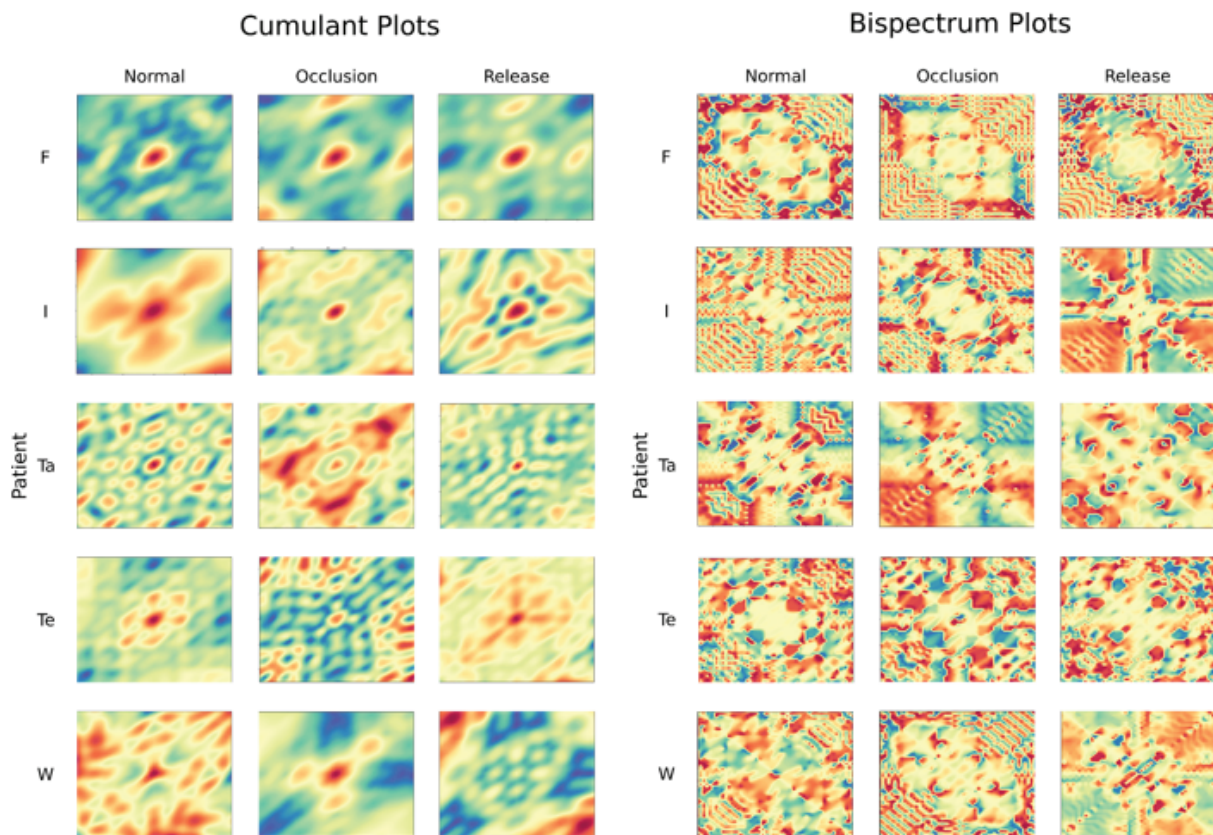 Cumulant Plots
Normal Occlusion Release
F
I
Ta
Te
W
Patient
Bispectrum Plots
Normal Occlusion Release
F
I
Ta
Te
W
Patient